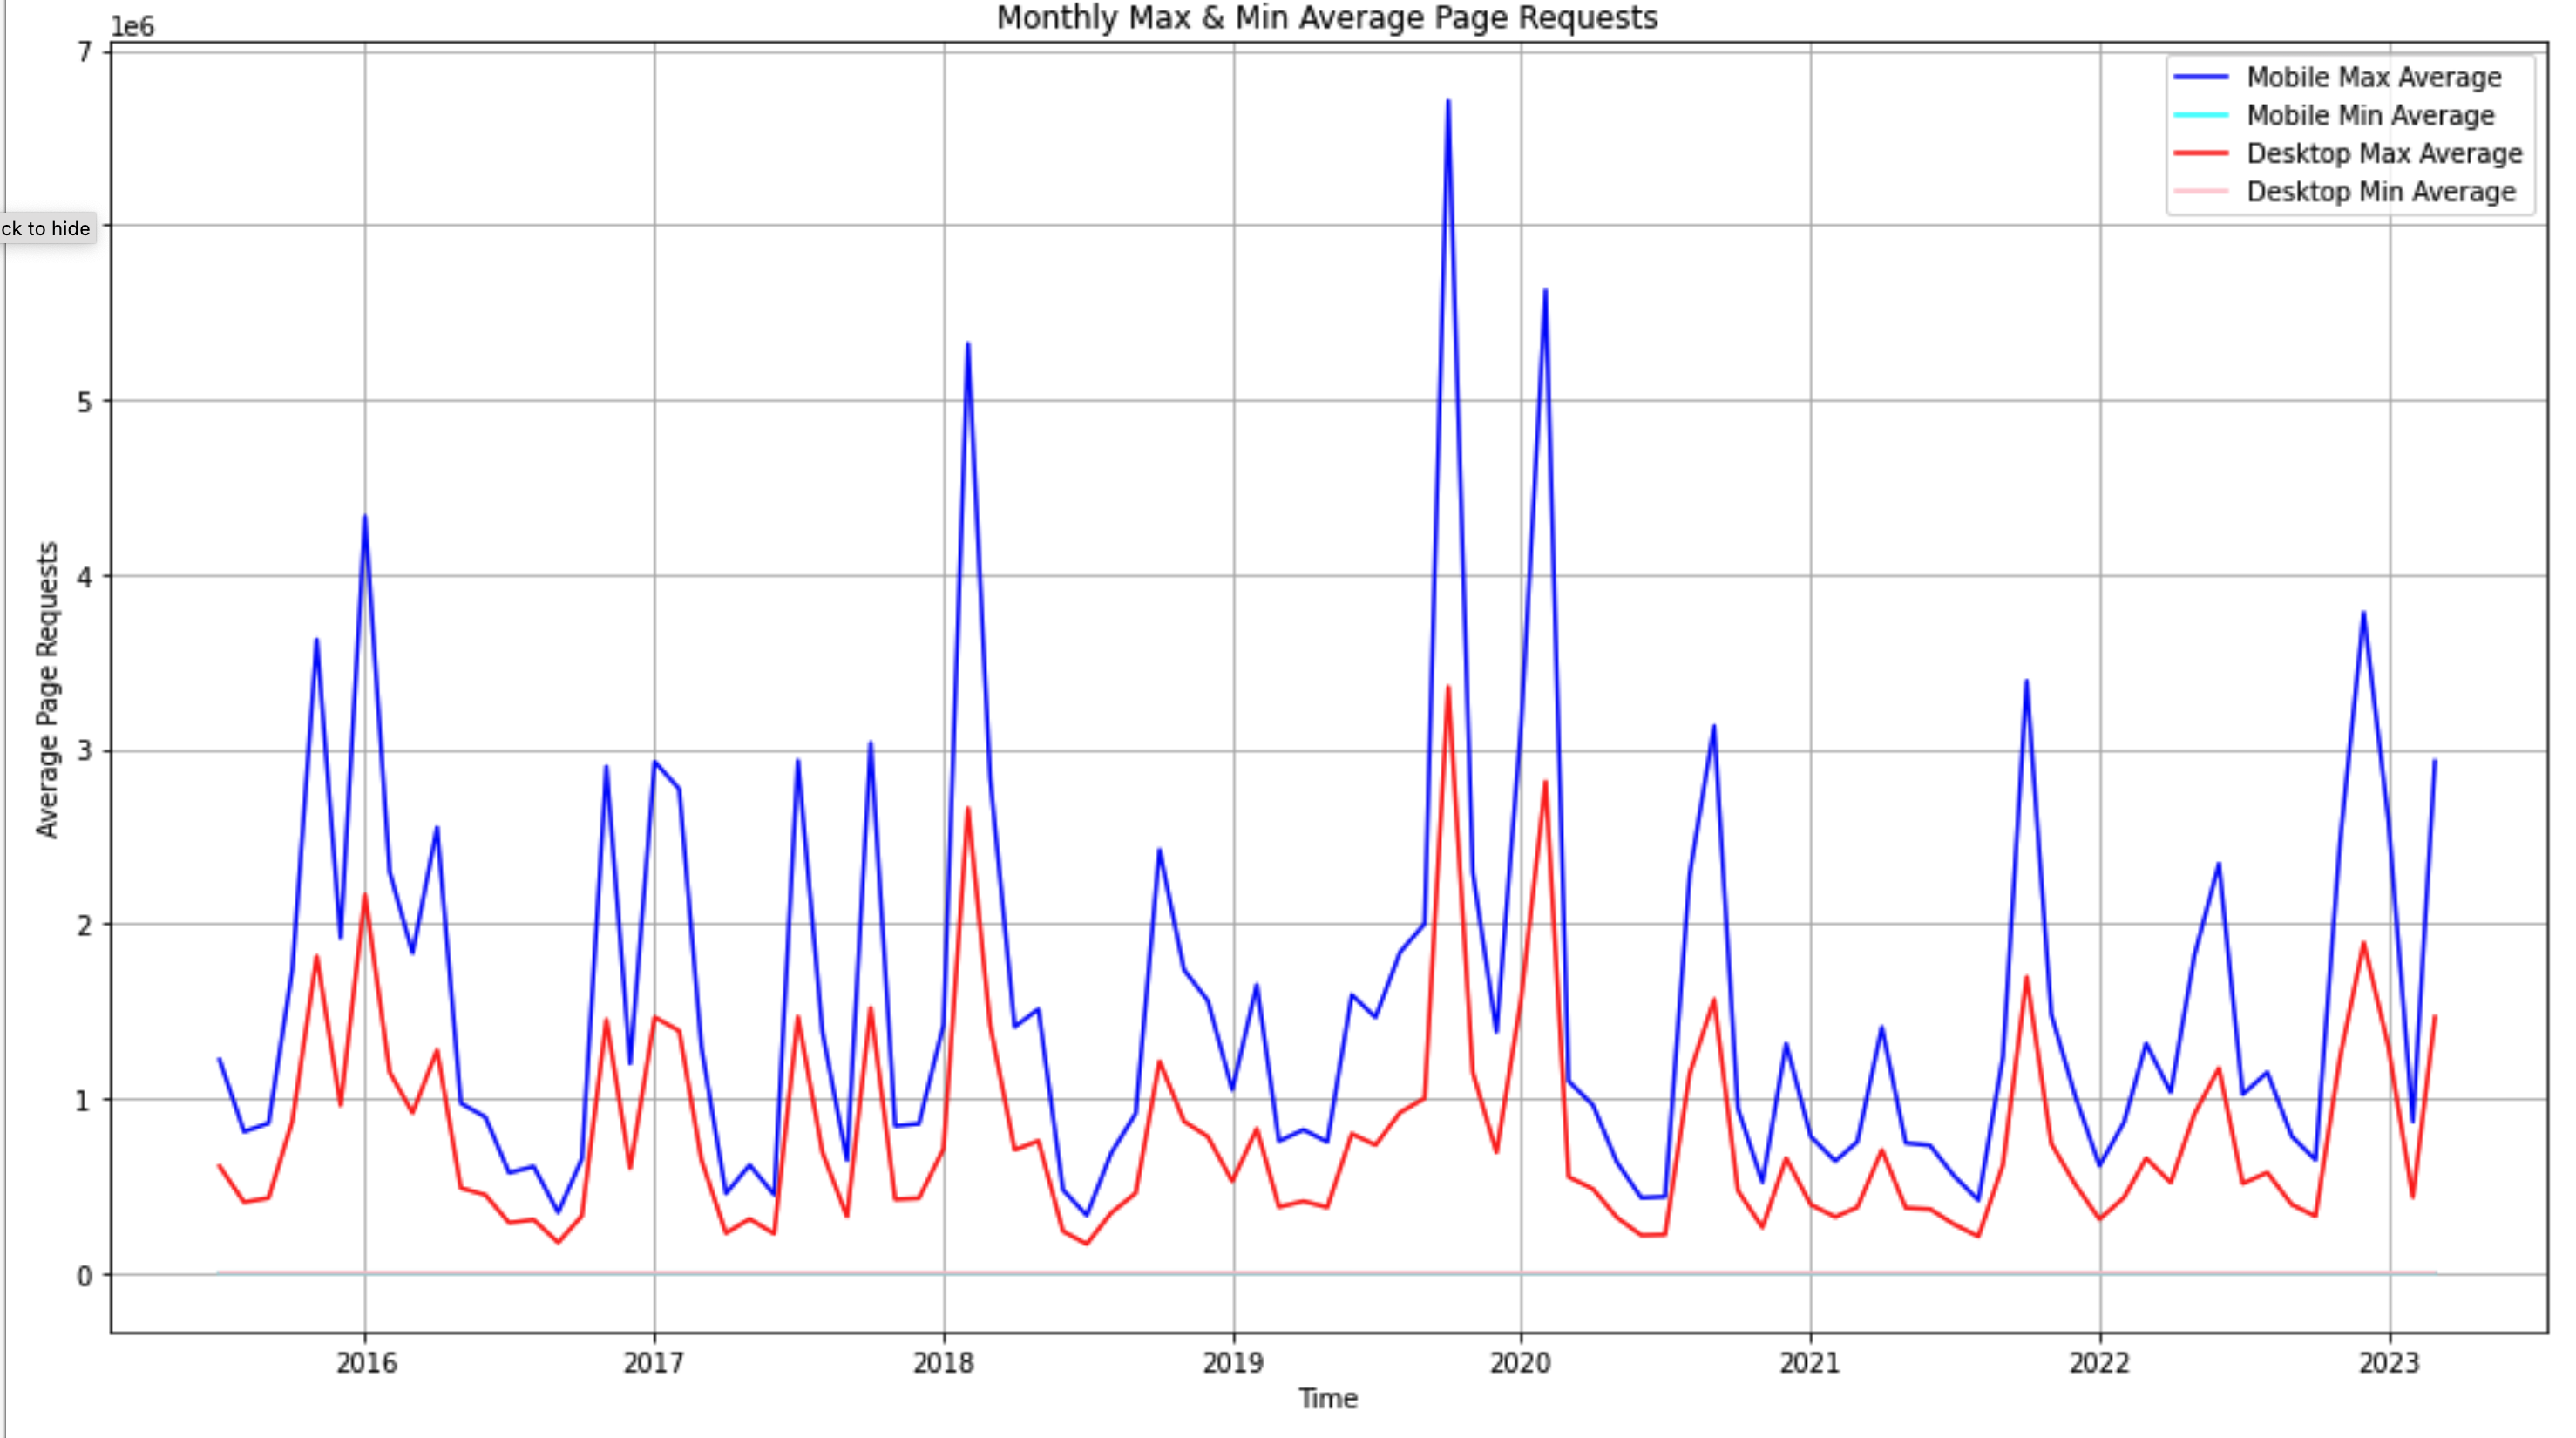 Monthly Max & Min Average Page Requests
1e6
7
ck to hide
5
4
3
2
1
0
Average Page Requests
Mobile Max Average
Mobile Min Average
Desktop Max Average
Desktop Min Average
2016 2017 2018 2019 2020 2021 2022 2023
Time